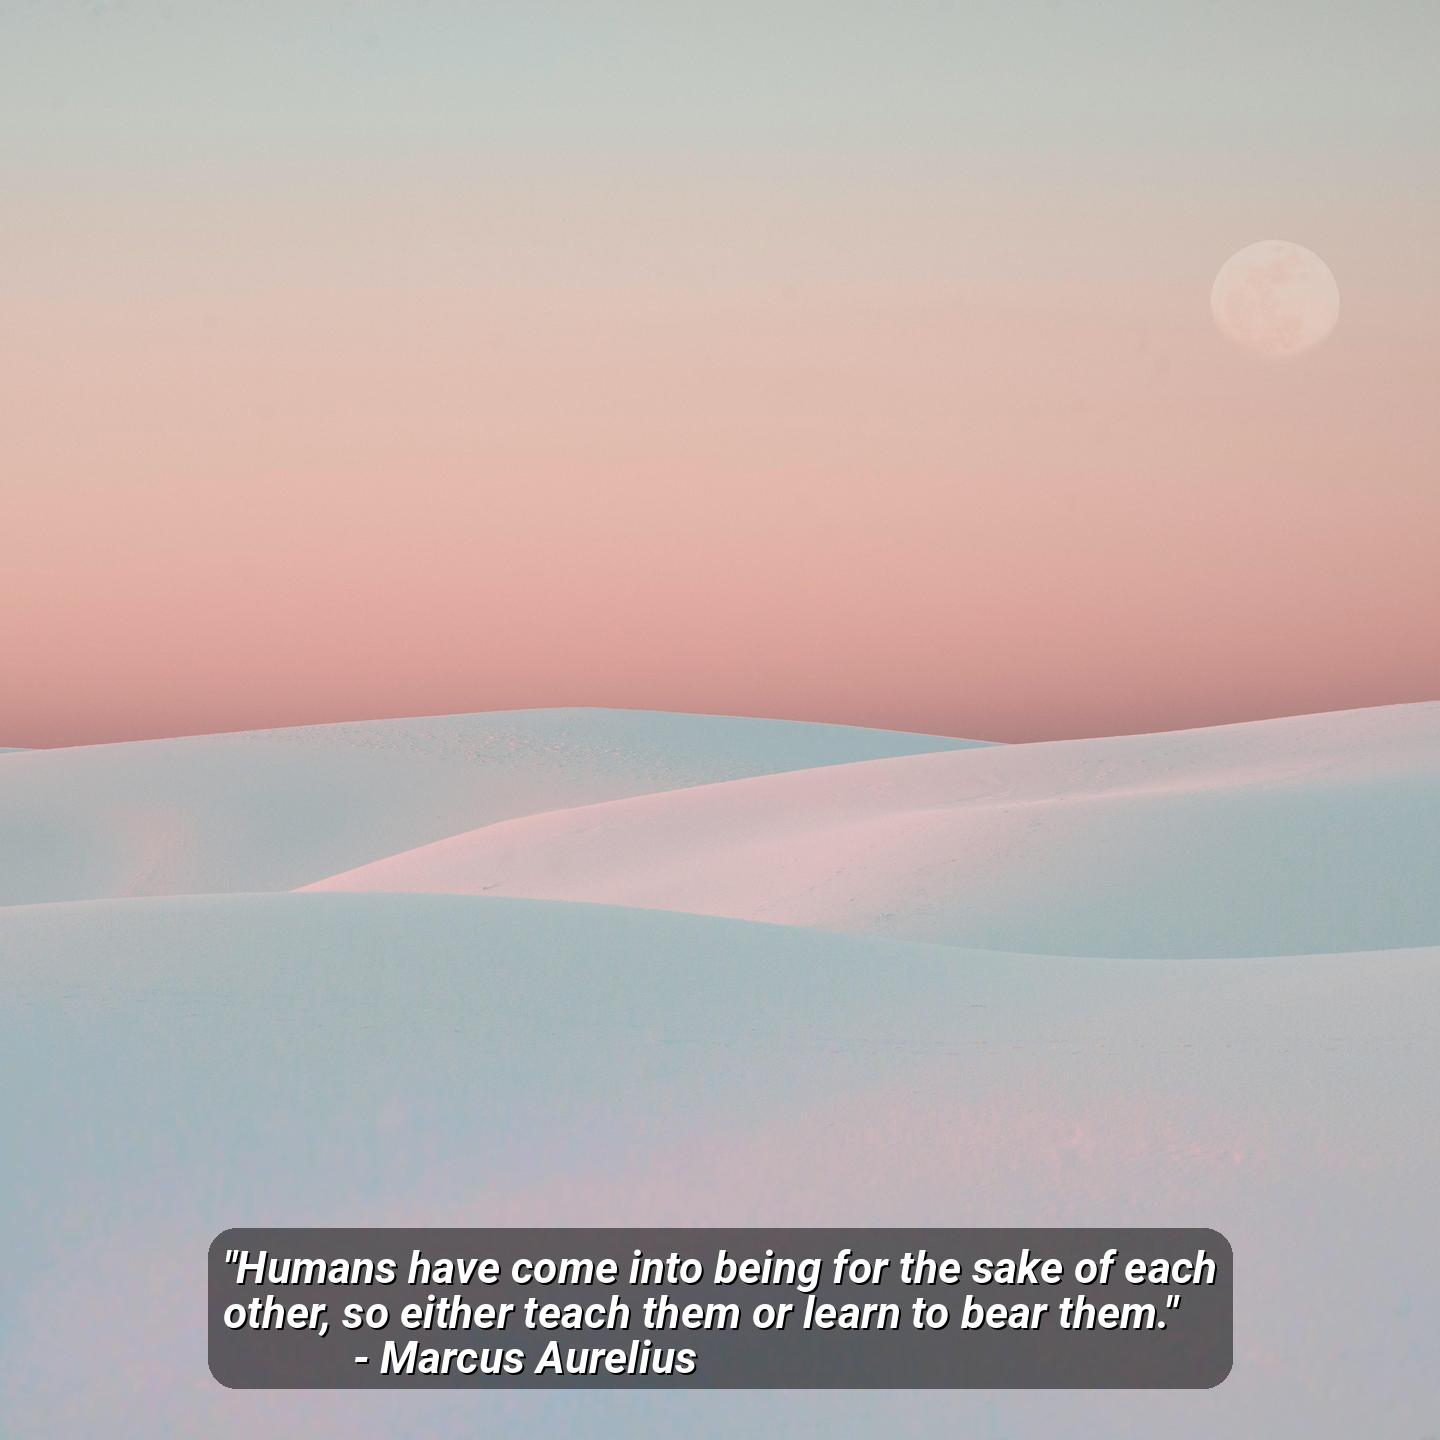 "Humans have come into being for the sake of each
other, so either teach them or learn to bear them."
- Marcus Aurelius